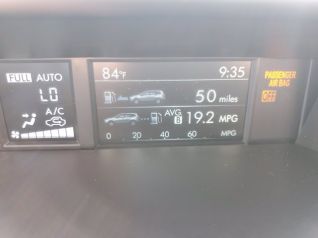 84°F 9:35
FULL AUTO
LO
A/C
50 miles
AVG B 19.2 MPG
0 20 40 60 MPG
PASSENGER
AIR BAG
OFF